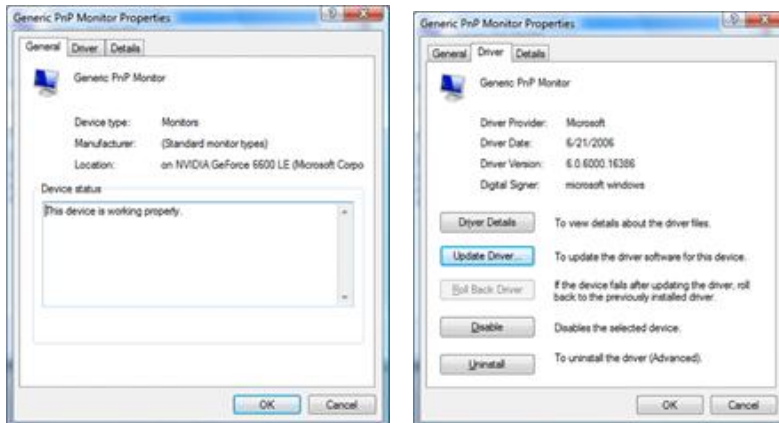 Generic PnP Monitor Properties
General Driver Details
Generic PnP Monitor
Device type: Monitors
Manufacturer: (Standard monitor types)
Location: on NVIDIA GeForce 6600 LE (Microsoft Corpo
Device status
This device is working properly.
OK Cancel
Generic PnP Monitor Properties
General Driver Details
Generic PnP Monitor
Driver Provider: Microsoft
Driver Date: 6/21/2006
Driver Version: 6.0.6000.16386
Digital Signer: microsoft windows
Driver Details To view details about the driver files.
Update Driver... To update the driver software for this device.
Roll Back Driver If the device fails after updating the driver, roll
back to the previously installed driver.
Disable Disables the selected device.
Uninstall To uninstall the driver (Advanced).
OK Cancel